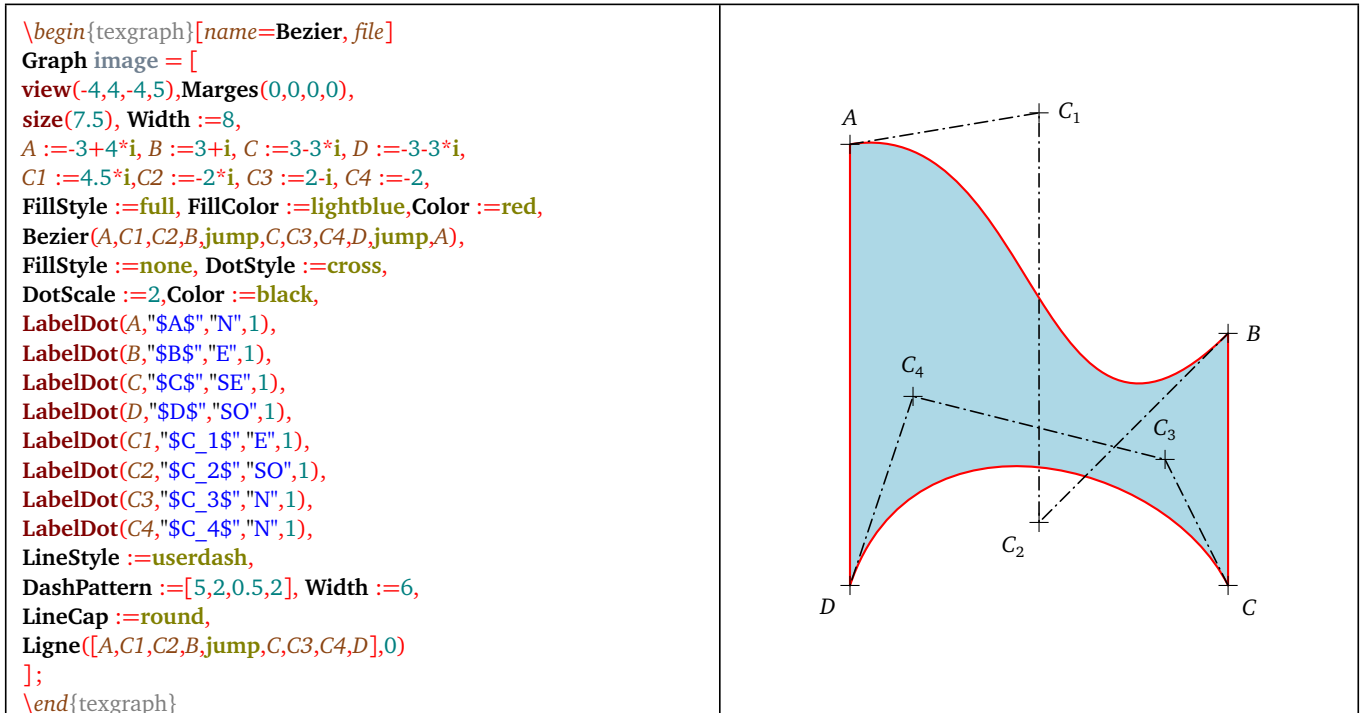 \begin{texgraph}[name=Bezier, file]
Graph image = [
view(-4,4,-4,5),Marges(0,0,0,0),
size(7.5), Width :=8,
A :=-3+4*i, B :=3+i, C :=3-3*i, D :=-3-3*i,
C1 :=4.5*i,C2 :=-2*i, C3 :=2-i, C4 :=-2,
FillStyle :=full, FillColor :=lightblue,Color :=red,
Bezier(A,C1,C2,B,jump,C,C3,C4,D,jump,A),
FillStyle :=none, DotStyle :=cross,
DotScale :=2,Color :=black,
LabelDot(A,"$A$","N",1),
LabelDot(B,"$B$","E",1),
LabelDot(C,"$C$","SE",1),
LabelDot(D,"$D$","SO",1),
LabelDot(C1,"$C_1$","E",1),
LabelDot(C2,"$C_2$","SO",1),
LabelDot(C3,"$C_3$","N",1),
LabelDot(C4,"$C_4$","N",1),
LineStyle :=userdash,
DashPattern :=[5,2,0.5,2], Width :=6,
LineCap :=round,
Ligne([A,C1,C2,B,jump,C,C3,C4,D],0)
];
\end{texgraph}
A
C1
B
C4
C3
C2
D
C